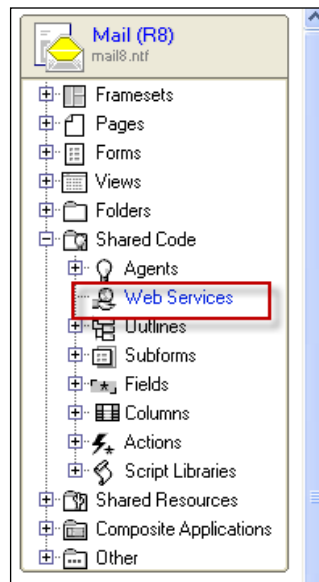 Mail (R8)
mail8.ntf
Framesets
Pages
Forms
Views
Folders
Shared Code
Agents
Web Services
Outlines
Subforms
Fields
Columns
Actions
Script Libraries
Shared Resources
Composite Applications
Other